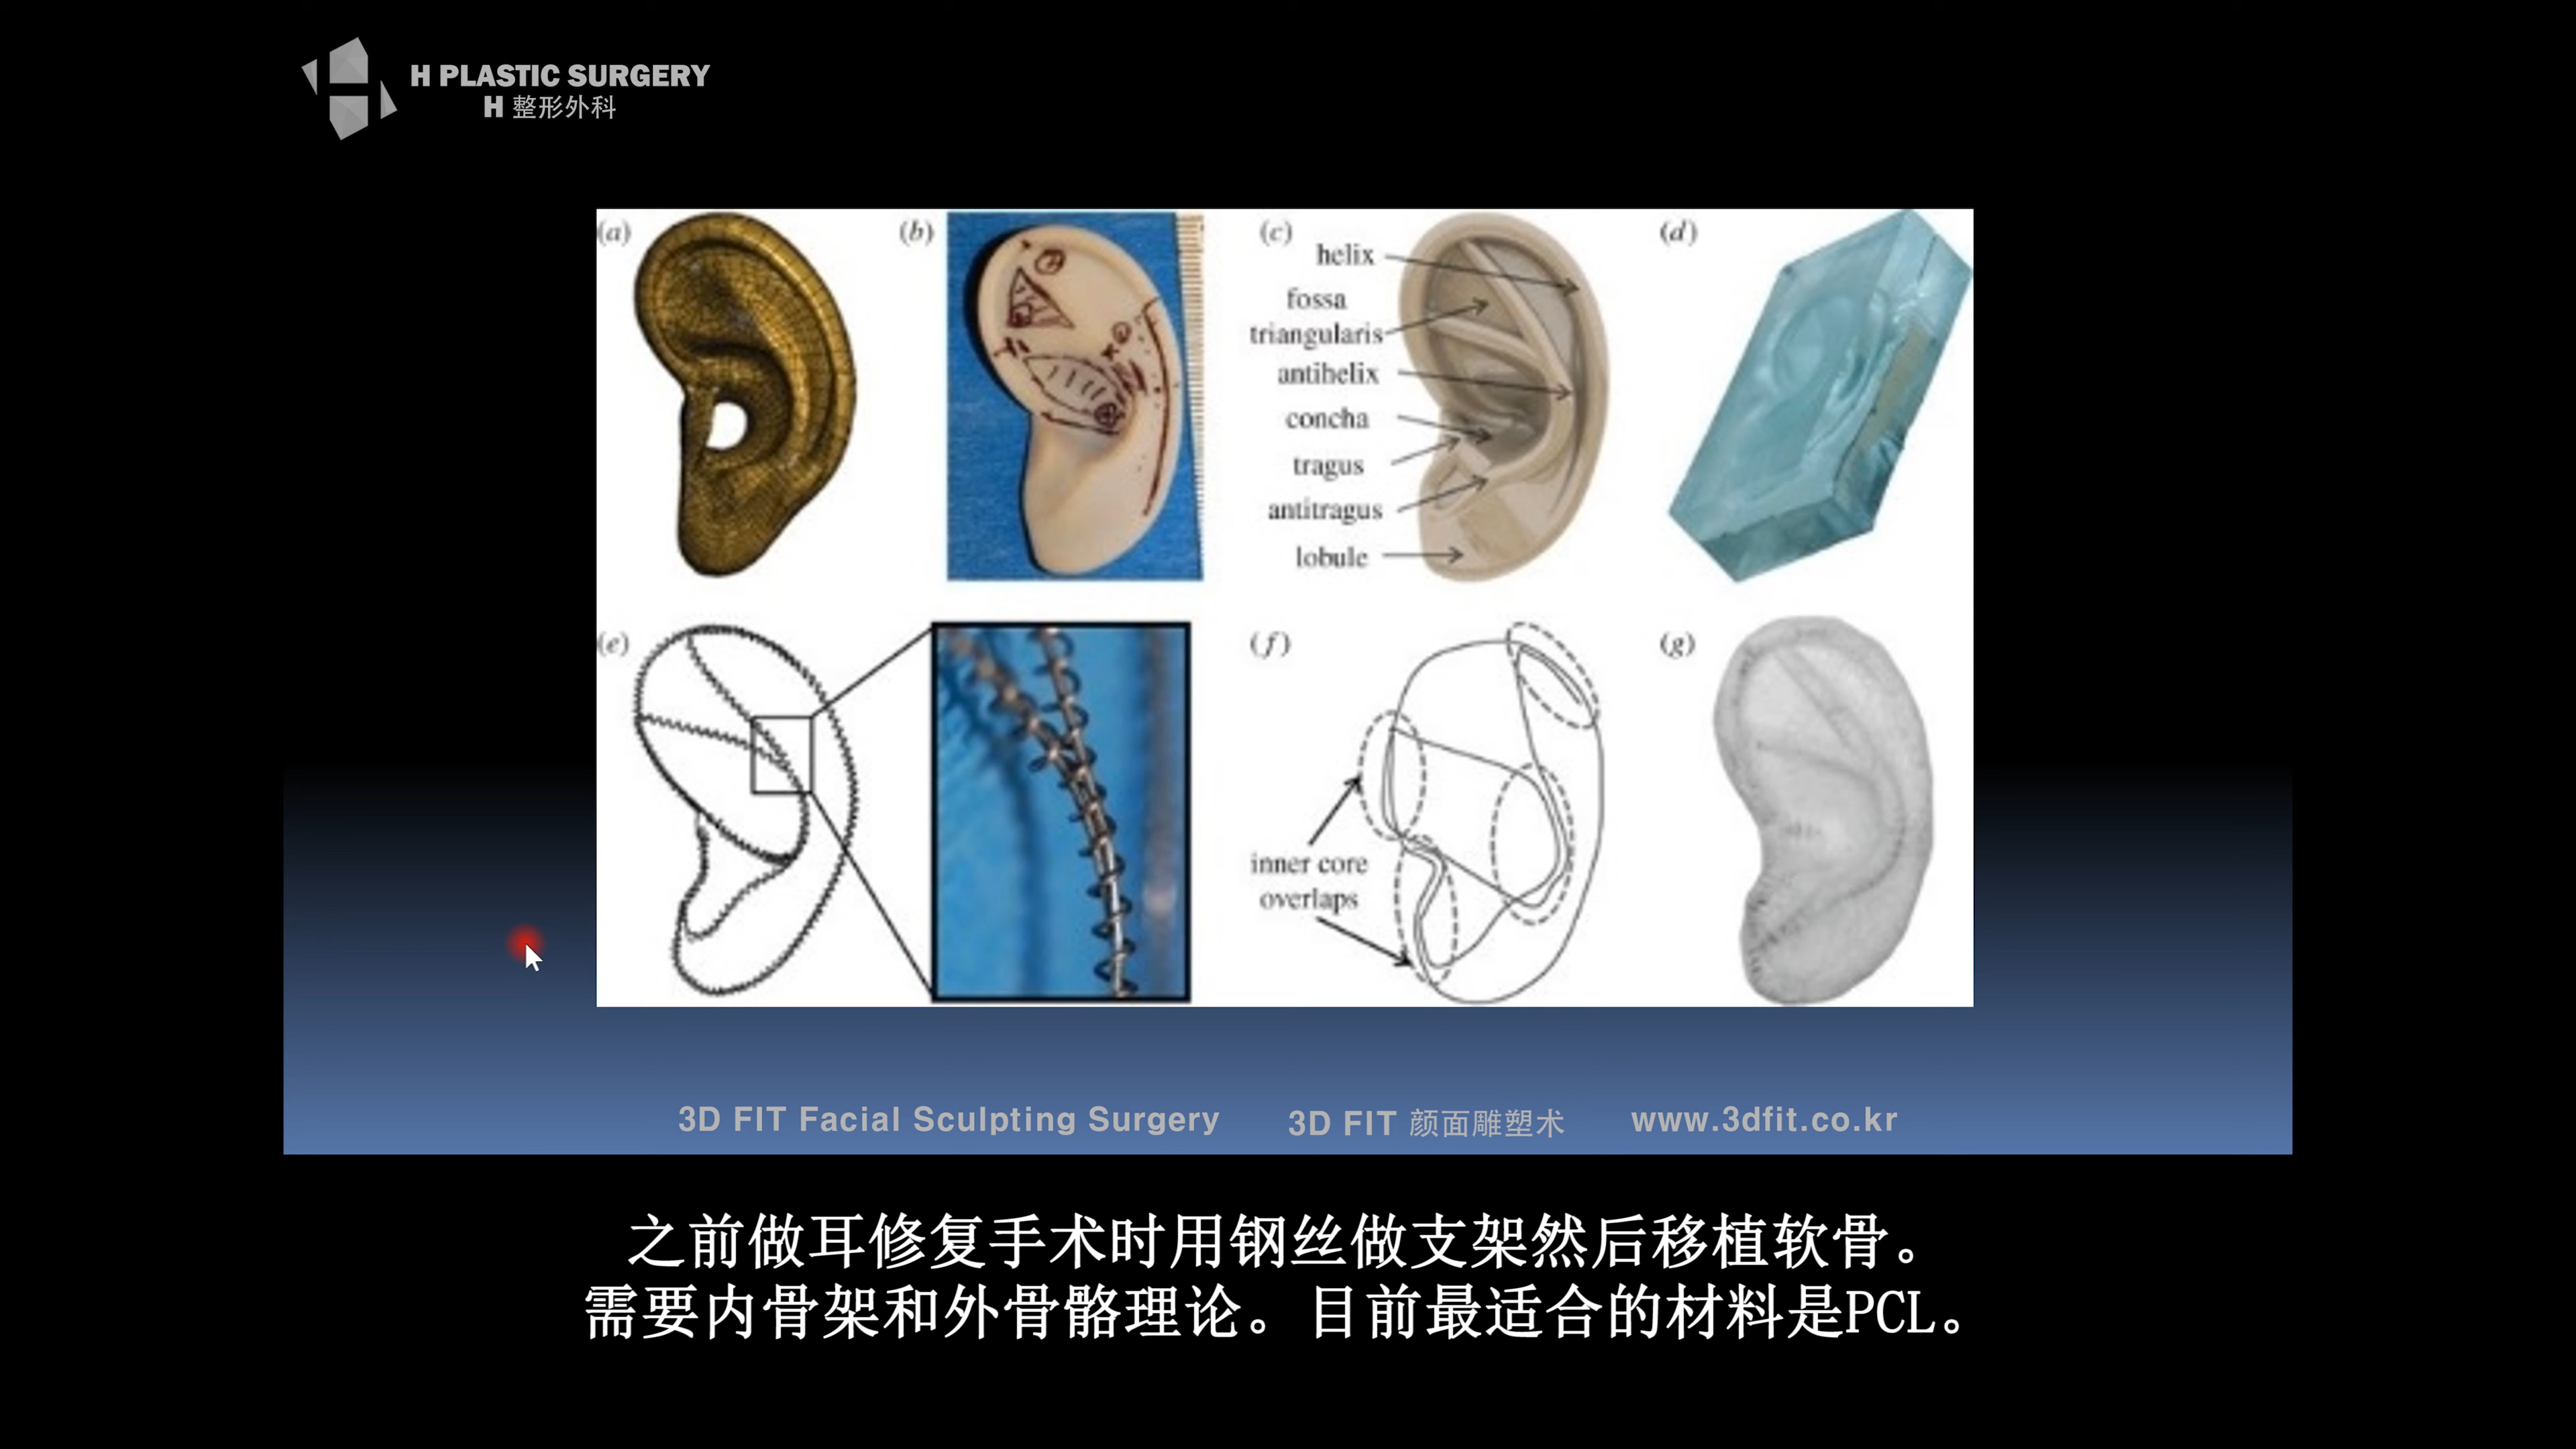 H PLASTIC SURGERY
H 整形外科
(a)
(b)
(c)
(d)
helix
fossa
triangularis
antihelix
concha
tragus
antitragus
lobule
(e)
(f)
(g)
inner core
overlaps
3D FIT Facial Sculpting Surgery 3D FIT 颜面雕塑术 www.3dfit.co.kr
之前做耳修复手术时用钢丝做支架然后移植软骨。
需要内骨架和外骨骼理论。目前最适合的材料是PCL。